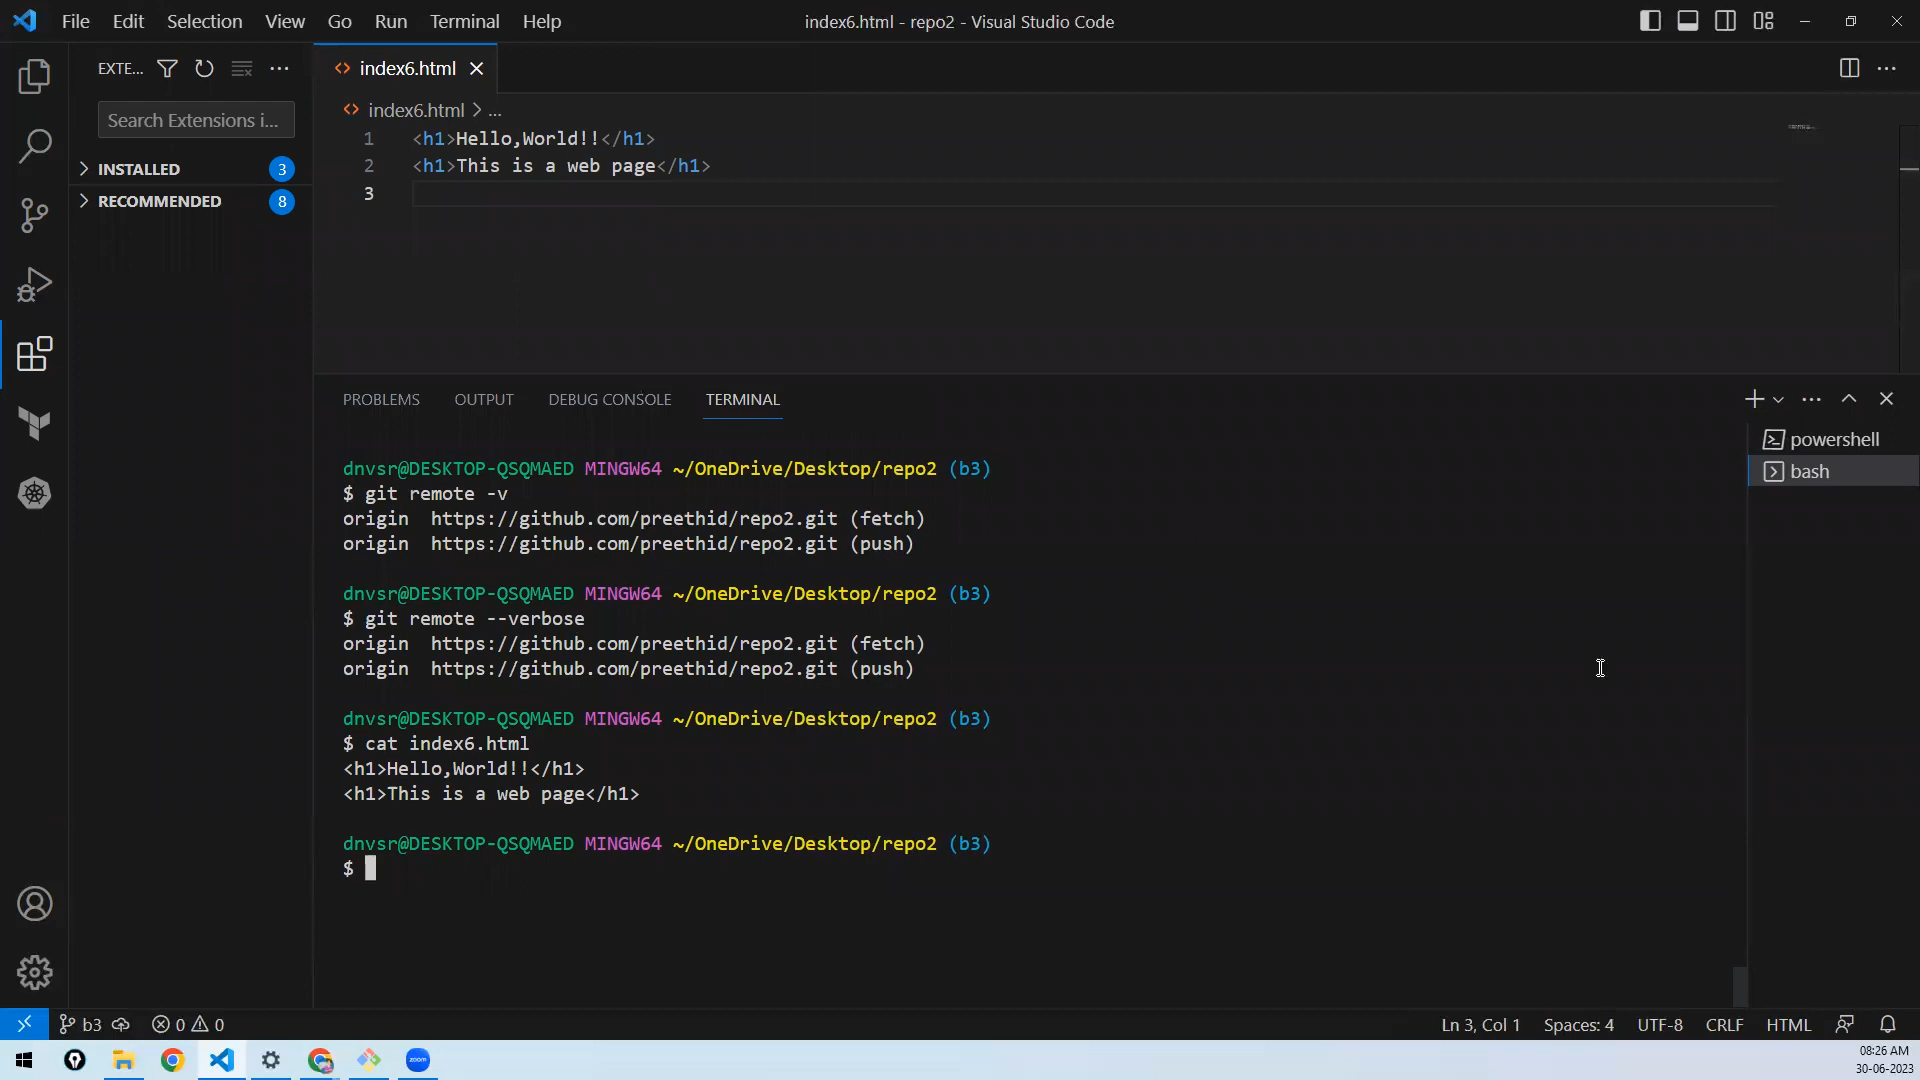 File Edit Selection View Go Run Terminal Help
index6.html - repo2 - Visual Studio Code
EXTE...
Search Extensions i...
INSTALLED 3
RECOMMENDED 8
index6.html
index6.html > ...
1 <h1>Hello,World!!</h1>
2 <h1>This is a web page</h1>
3
PROBLEMS OUTPUT DEBUG CONSOLE TERMINAL
powershell
bash
dnvsr@DESKTOP-QSQMAED MINGW64 ~/OneDrive/Desktop/repo2 (b3)
$ git remote -v
origin  https://github.com/preethid/repo2.git (fetch)
origin  https://github.com/preethid/repo2.git (push)
dnvsr@DESKTOP-QSQMAED MINGW64 ~/OneDrive/Desktop/repo2 (b3)
$ git remote --verbose
origin  https://github.com/preethid/repo2.git (fetch)
origin  https://github.com/preethid/repo2.git (push)
dnvsr@DESKTOP-QSQMAED MINGW64 ~/OneDrive/Desktop/repo2 (b3)
$ cat index6.html
<h1>Hello,World!!</h1>
<h1>This is a web page</h1>
dnvsr@DESKTOP-QSQMAED MINGW64 ~/OneDrive/Desktop/repo2 (b3)
$
b3 0 0
Ln 3, Col 1 Spaces: 4 UTF-8 CRLF HTML
zoom
08:26 AM
30-06-2023